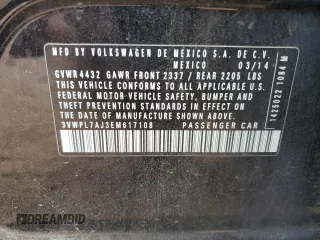 MFD BY VOLKSWAGEN DE MEXICO S.A. DE C.V.
MEXICO 03/14
GVWR 4432 GAWR FRONT 2337 / REAR 2205 LBS
THIS VEHICLE CONFORMS TO ALL APPLICABLE U.S.
FEDERAL MOTOR VEHICLE SAFETY, BUMPER AND
THEFT PREVENTION STANDARDS IN EFFECT ON THE
DATE OF MANUFACTURE SHOWN ABOVE
3VWPL7AJ3EM617108 PASSENGER CAR
1425022 1084 M
DREAMBID